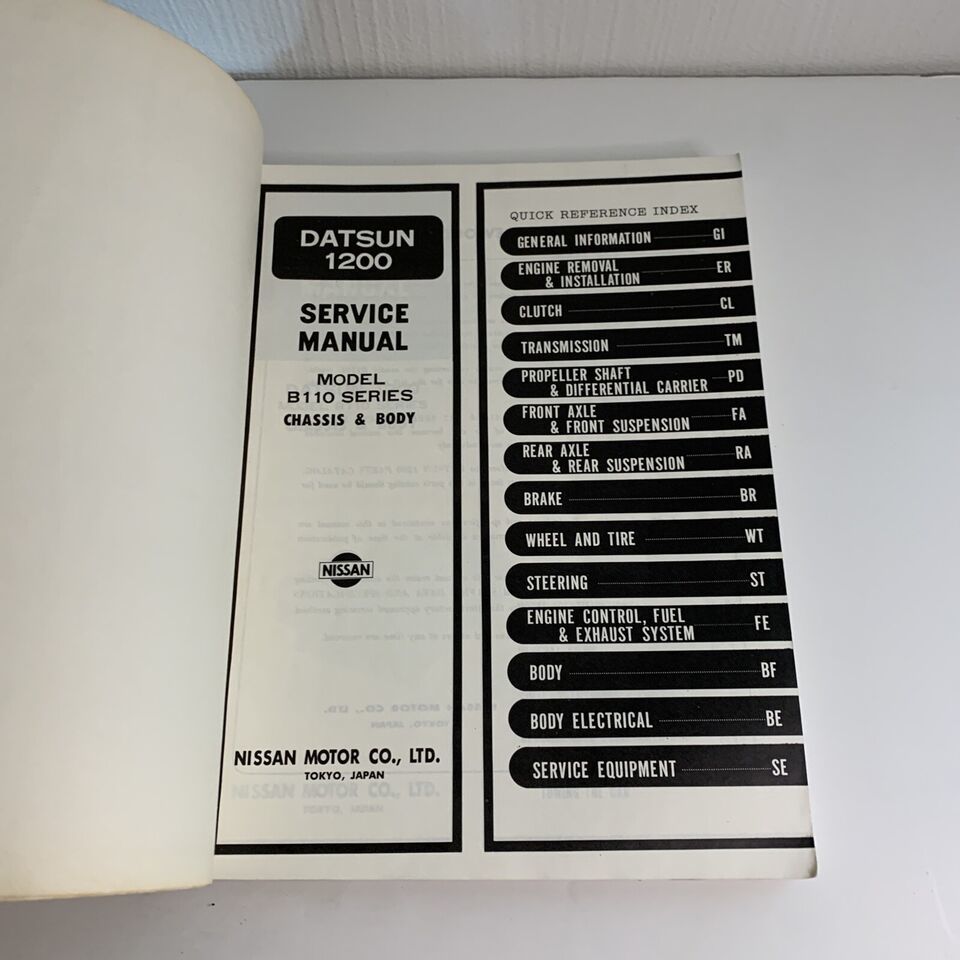 DATSUN
1200
SERVICE
MANUAL
MODEL
B110 SERIES
CHASSIS & BODY
NISSAN
NISSAN MOTOR CO., LTD.
TOKYO, JAPAN
QUICK REFERENCE INDEX
GENERAL INFORMATION GI
ENGINE REMOVAL
& INSTALLATION ER
CLUTCH CL
TRANSMISSION TM
PROPELLER SHAFT
& DIFFERENTIAL CARRIER PD
FRONT AXLE
& FRONT SUSPENSION FA
REAR AXLE
& REAR SUSPENSION RA
BRAKE BR
WHEEL AND TIRE WT
STEERING ST
ENGINE CONTROL, FUEL
& EXHAUST SYSTEM FE
BODY BF
BODY ELECTRICAL BE
SERVICE EQUIPMENT SE